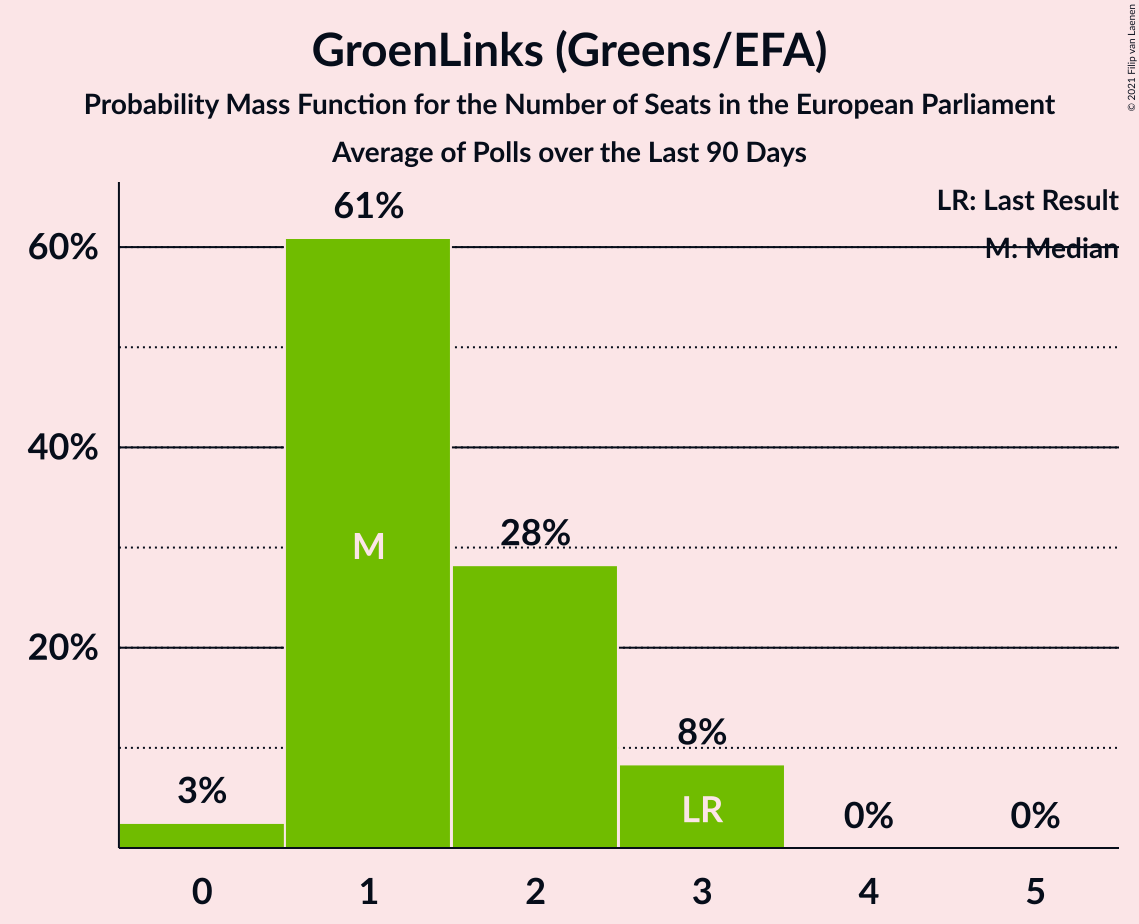 GroenLinks (Greens/EFA)
Probability Mass Function for the Number of Seats in the European Parliament
Average of Polls over the Last 90 Days
© 2021 Filip van Laenen
LR: Last Result
M: Median
60%
40%
20%
3%
61%
28%
8%
0%
0%
M
LR
0
1
2
3
4
5